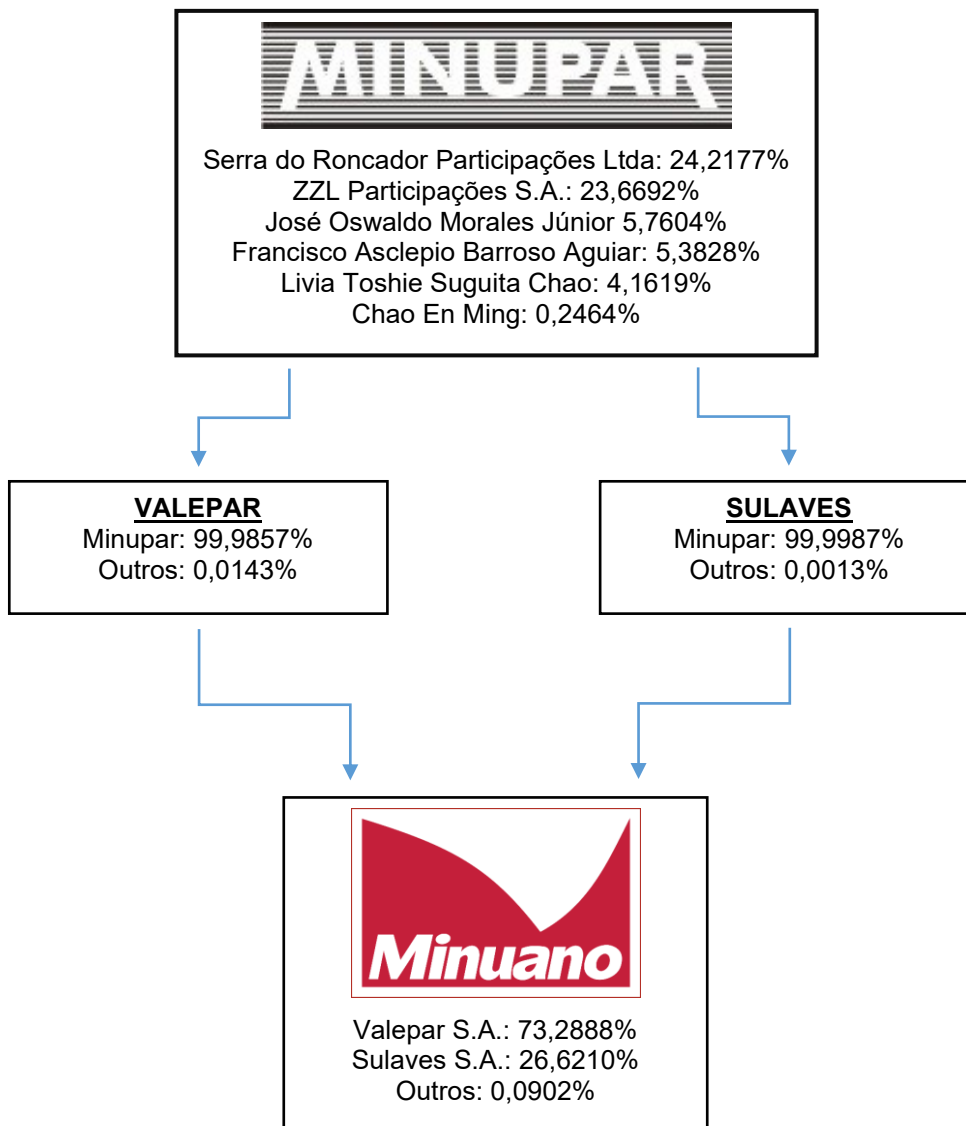 MINUPAR
Serra do Roncador Participações Ltda: 24,2177%
ZZL Participações S.A.: 23,6692%
José Oswaldo Morales Júnior 5,7604%
Francisco Asclepio Barroso Aguiar: 5,3828%
Livia Toshie Suguita Chao: 4,1619%
Chao En Ming: 0,2464%
VALEPAR
Minupar: 99,9857%
Outros: 0,0143%
SULAVES
Minupar: 99,9987%
Outros: 0,0013%
Minuano
Valepar S.A.: 73,2888%
Sulaves S.A.: 26,6210%
Outros: 0,0902%